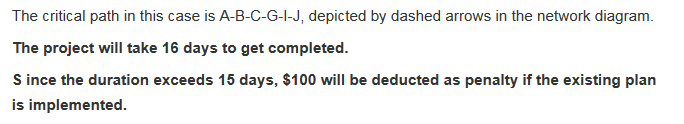 The critical path in this case is A-B-C-G-I-J, depicted by dashed arrows in the network diagram.
The project will take 16 days to get completed.
S ince the duration exceeds 15 days, $100 will be deducted as penalty if the existing plan
is implemented.